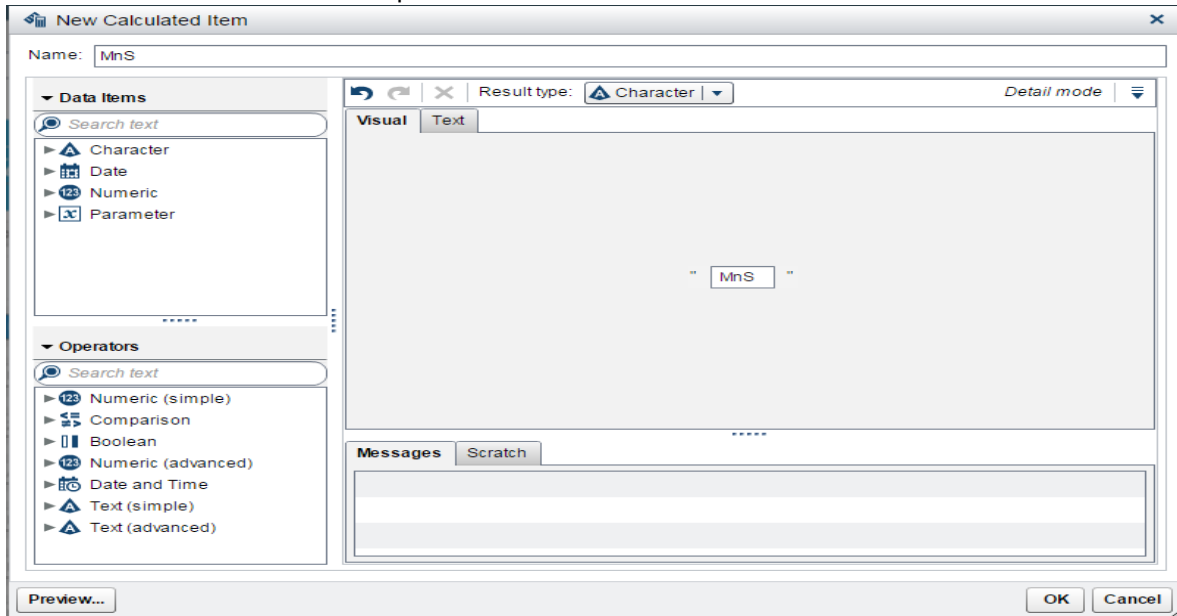 New Calculated Item
Name: MnS
Data Items
Search text
Character
Date
Numeric
Parameter
Operators
Search text
Numeric (simple)
Comparison
Boolean
Numeric (advanced)
Date and Time
Text (simple)
Text (advanced)
Result type: Character
Detail mode
Visual Text
" MnS "
Messages Scratch
Preview...
OK Cancel